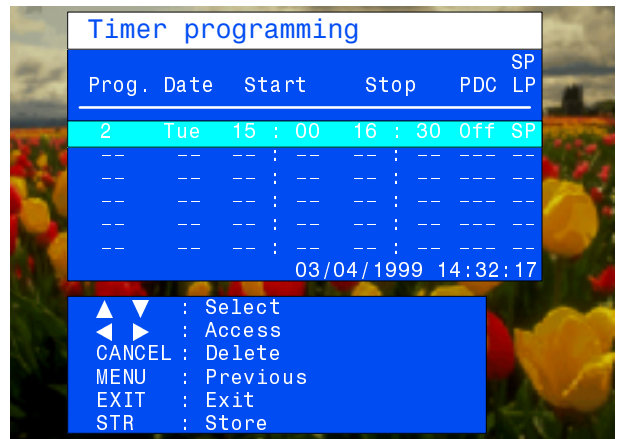 Timer programming
SP
Prog. Date Start Stop PDC LP
2 Tue 15 : 00 16 : 30 Off SP
-- -- -- : -- -- : -- --- --
-- -- -- : -- -- : -- --- --
-- -- -- : -- -- : -- --- --
-- -- -- : -- -- : -- --- --
-- -- -- : -- -- : -- --- --
03/04/1999 14:32:17
▲ ▼ : Select
◀ ▶ : Access
CANCEL : Delete
MENU : Previous
EXIT : Exit
STR : Store